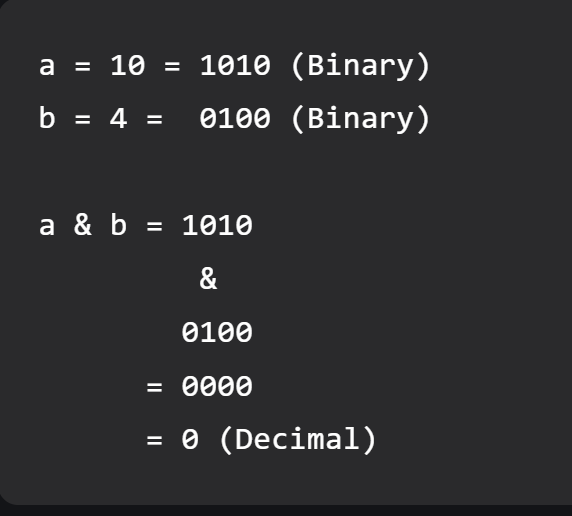 a = 10 = 1010 (Binary)
b = 4 =  0100 (Binary)
a & b = 1010
&
0100
= 0000
= 0 (Decimal)